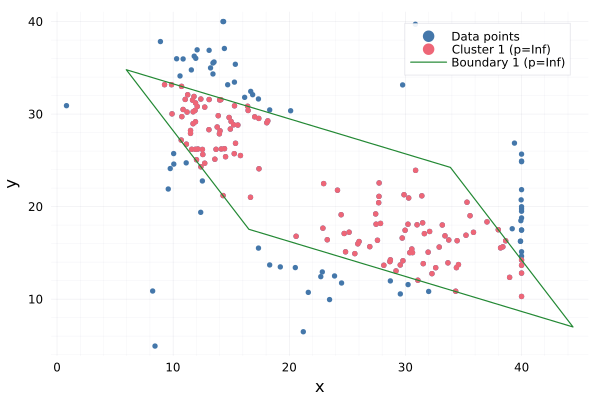 Data points
Cluster 1 (p=Inf)
Boundary 1 (p=Inf)
40
30
20
10
y
0 10 20 30 40
x